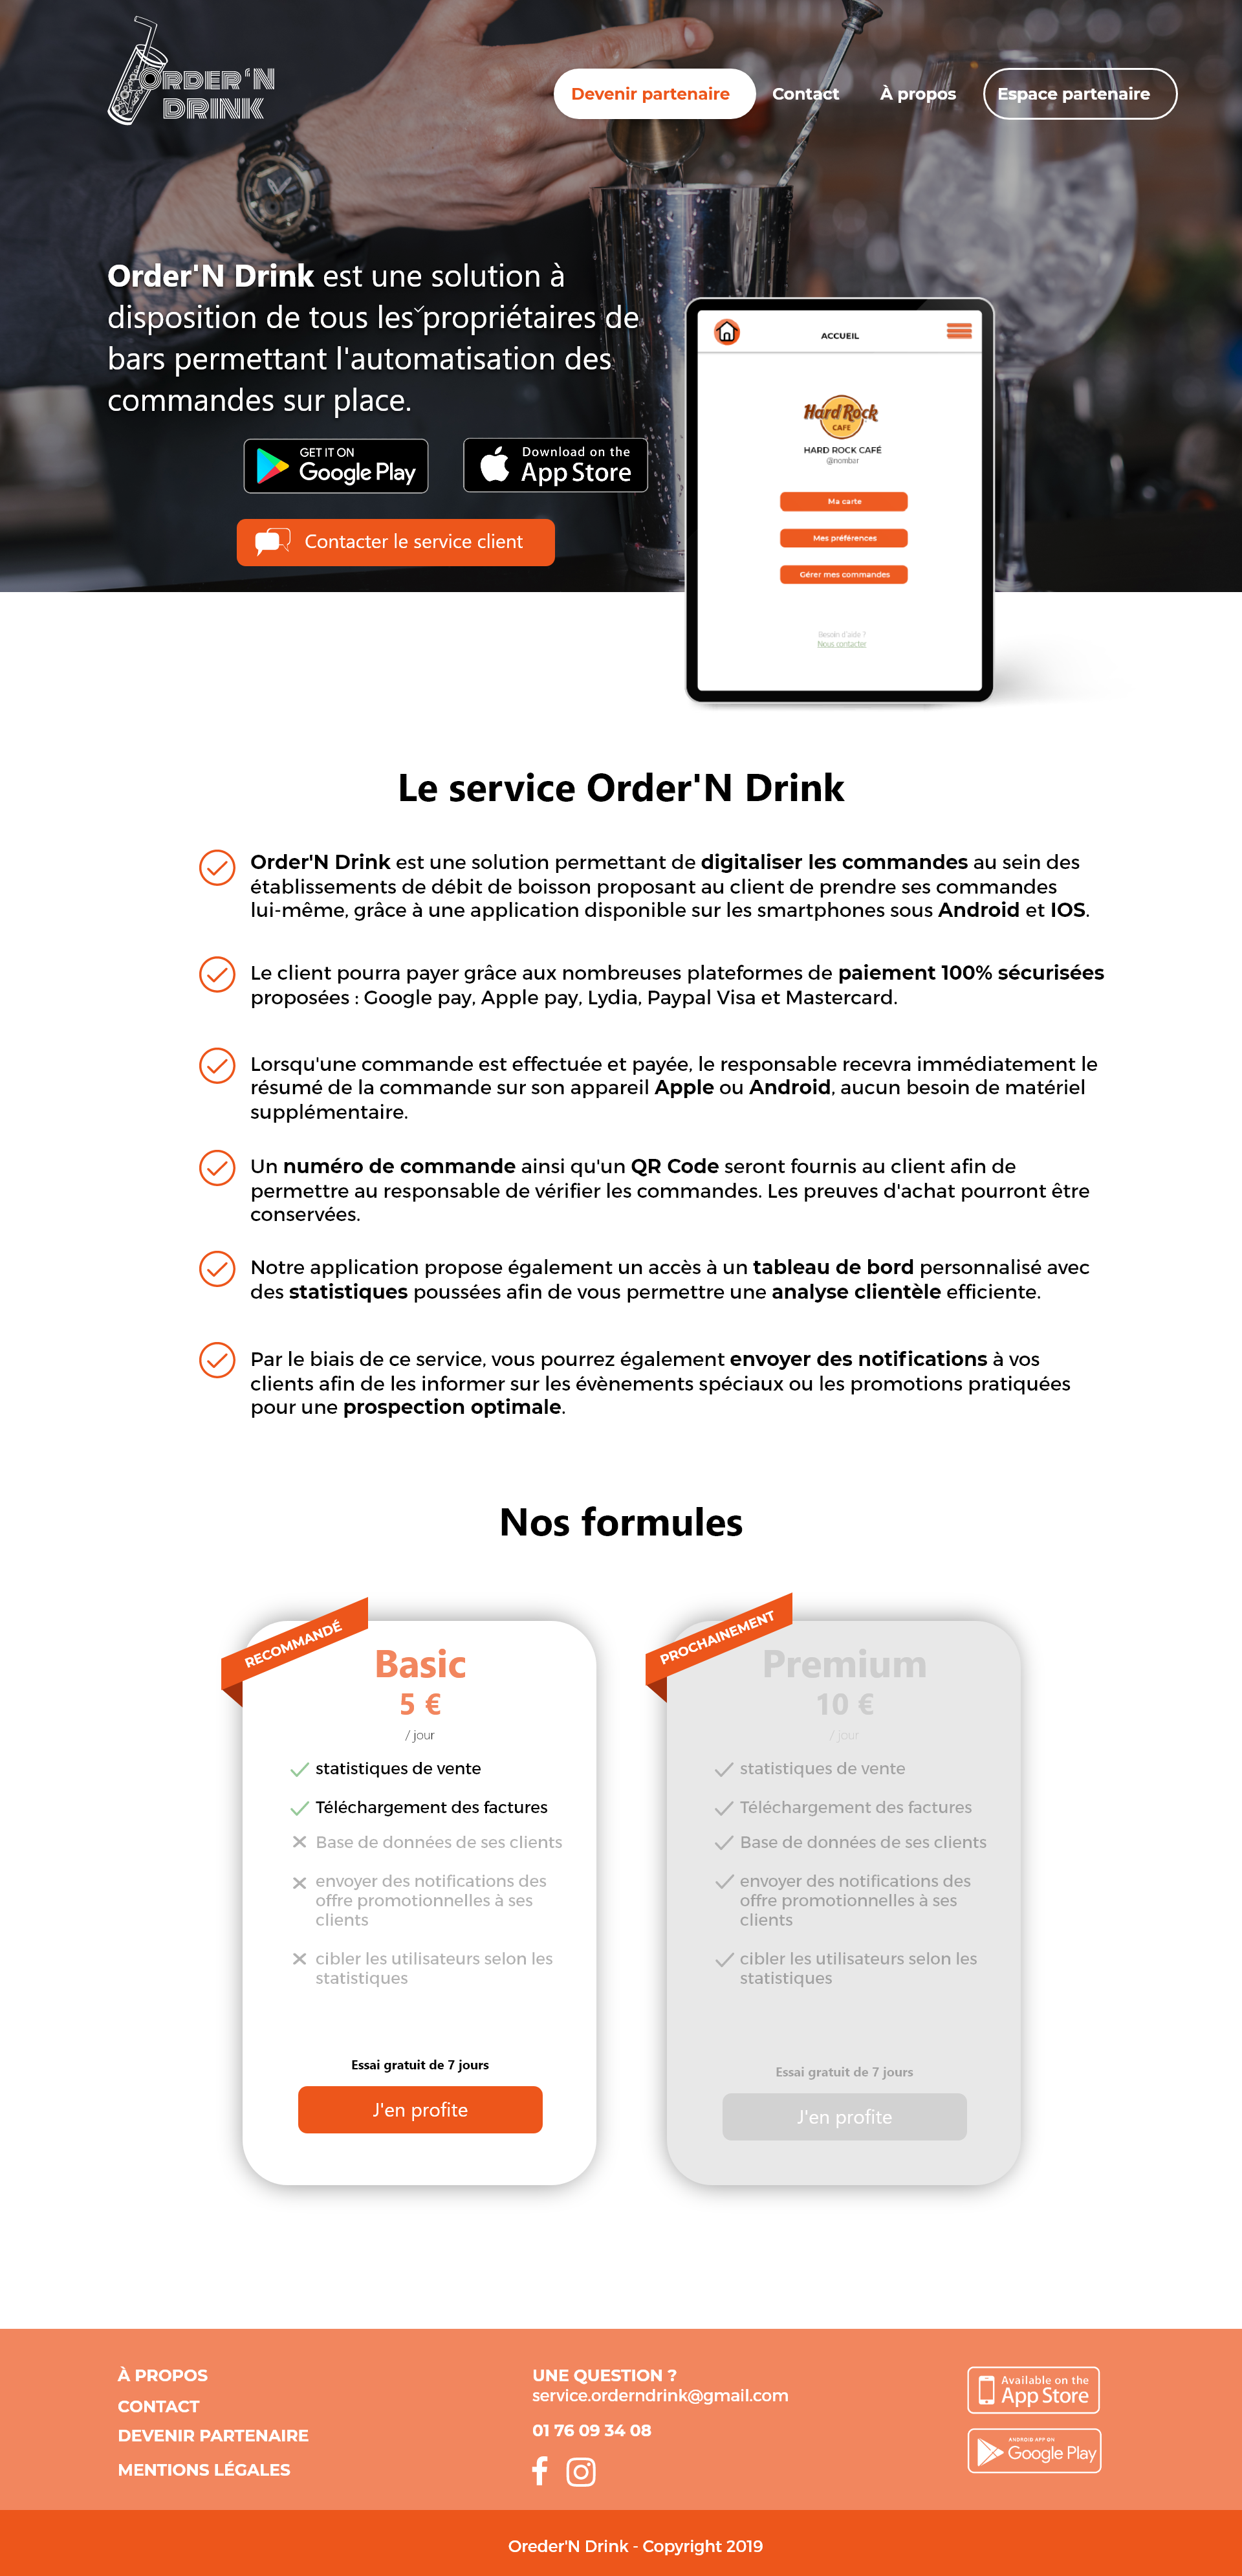 ORDER'N
DRINK
Devenir partenaire
Contact
À propos
Espace partenaire
Order'N Drink est une solution à
disposition de tous les propriétaires de
bars permettant l'automatisation des
commandes sur place.
GET IT ON
Google Play
Download on the
App Store
Contacter le service client
ACCUEIL
Hard Rock
CAFE
HARD ROCK CAFÉ
@nombar
Ma carte
Mes préférences
Gérer mes commandes
Besoin d'aide ?
Nous contacter
Le service Order'N Drink
Order'N Drink est une solution permettant de digitaliser les commandes au sein des
établissements de débit de boisson proposant au client de prendre ses commandes
lui-même, grâce à une application disponible sur les smartphones sous Android et IOS.
Le client pourra payer grâce aux nombreuses plateformes de paiement 100% sécurisées
proposées : Google pay, Apple pay, Lydia, Paypal Visa et Mastercard.
Lorsqu'une commande est effectuée et payée, le responsable recevra immédiatement le
résumé de la commande sur son appareil Apple ou Android, aucun besoin de matériel
supplémentaire.
Un numéro de commande ainsi qu'un QR Code seront fournis au client afin de
permettre au responsable de vérifier les commandes. Les preuves d'achat pourront être
conservées.
Notre application propose également un accès à un tableau de bord personnalisé avec
des statistiques poussées afin de vous permettre une analyse clientèle efficiente.
Par le biais de ce service, vous pourrez également envoyer des notifications à vos
clients afin de les informer sur les évènements spéciaux ou les promotions pratiquées
pour une prospection optimale.
Nos formules
RECOMMANDÉ
Basic
5 €
/ jour
statistiques de vente
Téléchargement des factures
Base de données de ses clients
envoyer des notifications des
offre promotionnelles à ses
clients
cibler les utilisateurs selon les
statistiques
Essai gratuit de 7 jours
J'en profite
PROCHAINEMENT
Premium
10 €
/ jour
statistiques de vente
Téléchargement des factures
Base de données de ses clients
envoyer des notifications des
offre promotionnelles à ses
clients
cibler les utilisateurs selon les
statistiques
Essai gratuit de 7 jours
J'en profite
À PROPOS
CONTACT
DEVENIR PARTENAIRE
MENTIONS LÉGALES
UNE QUESTION ?
service.orderndrink@gmail.com
01 76 09 34 08
Available on the
App Store
ANDROID APP ON
Google Play
Oreder'N Drink - Copyright 2019